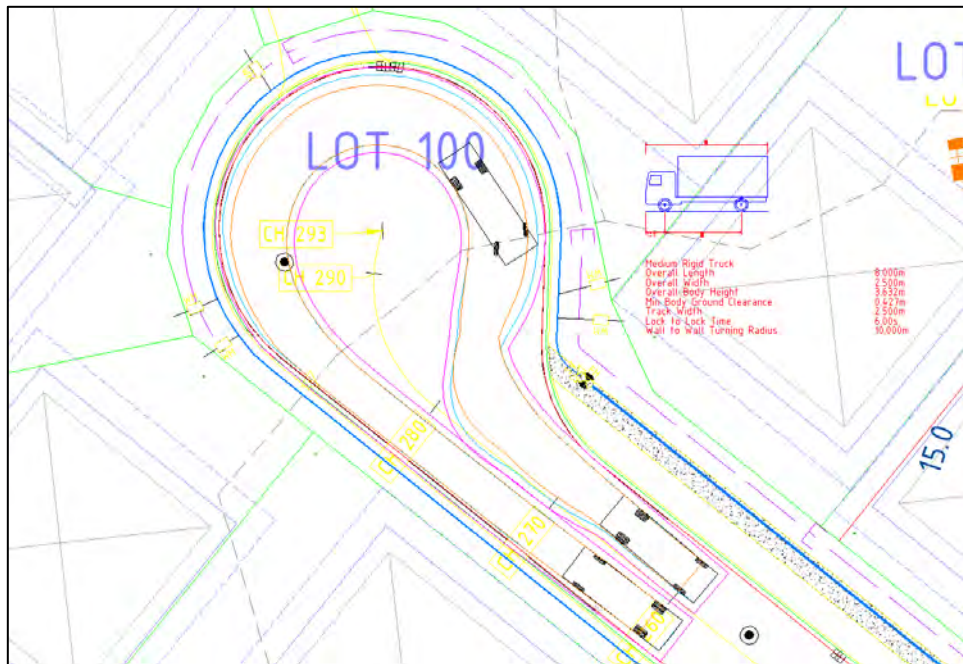 LOT
LOT 100
CH 293
CH 290
Medium Rigid Truck
Overall Length 8.000m
Overall Width 2.500m
Overall Body Height 3.632m
Min Body Ground Clearance 0.427m
Track Width 2.500m
Lock to Lock Time 6.00s
Wall to Wall Turning Radius 10.000m
CH 280
15.0
CH 270